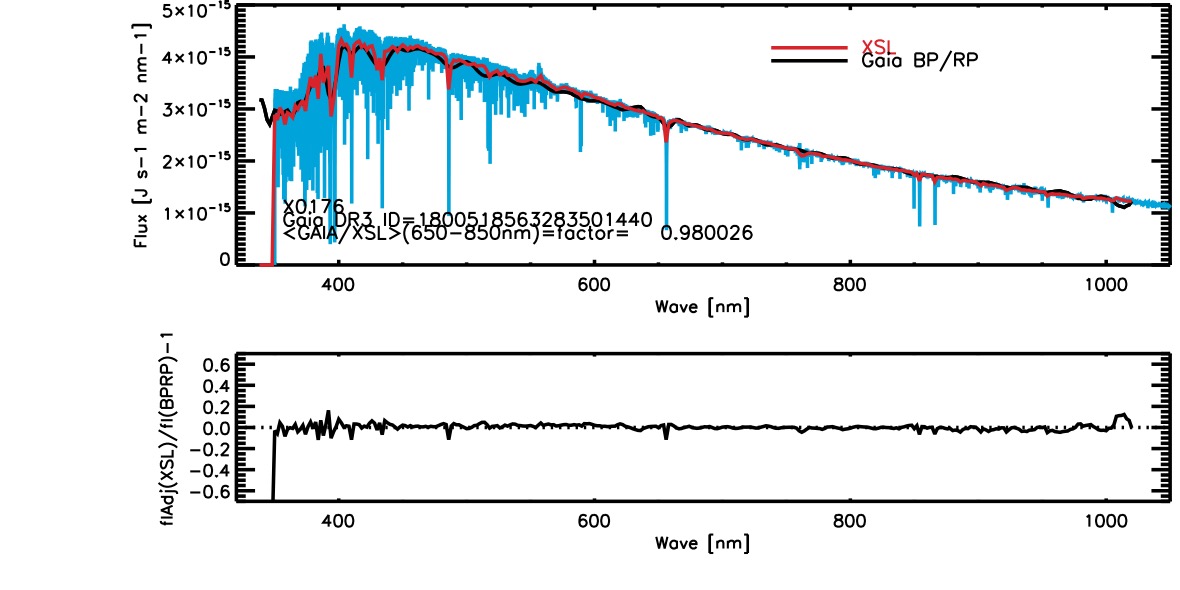 5×10−15
4×10−15
3×10−15
2×10−15
1×10−15
0
Flux [J s−1 m−2 nm−1]
XSL
Gaia BP/RP
X0176
Gaia DR3 ID=18005185632835014​40
<GAIA/XSL>(650−850nm)=factor= 0.980026
400 600 800 1000
Wave [nm]
flAdj(XSL)/fl(BPRP)−1
0.6
0.4
0.2
0.0
−0.2
−0.4
−0.6
400 600 800 1000
Wave [nm]